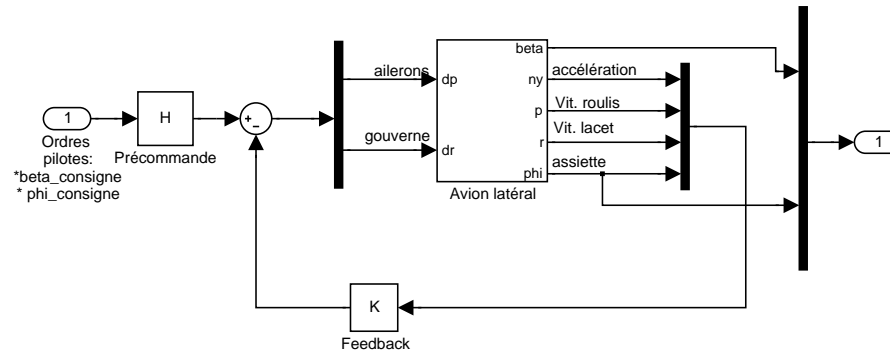 1
Ordres
pilotes:
*beta_consigne
* phi_consigne
H
Précommande
+
−
ailerons
gouverne
dp
dr
beta
ny
p
r
phi
Avion latéral
accélération
Vit. roulis
Vit. lacet
assiette
1
K
Feedback